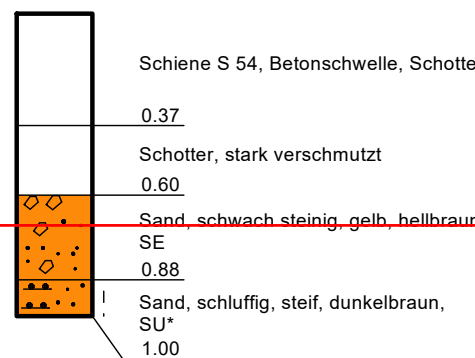 Schiene S 54, Betonschwelle, Schotte
0.37
Schotter, stark verschmutzt
0.60
Sand, schwach steinig, gelb, hellbraun
SE
0.88
Sand, schluffig, steif, dunkelbraun,
SU*
1.00